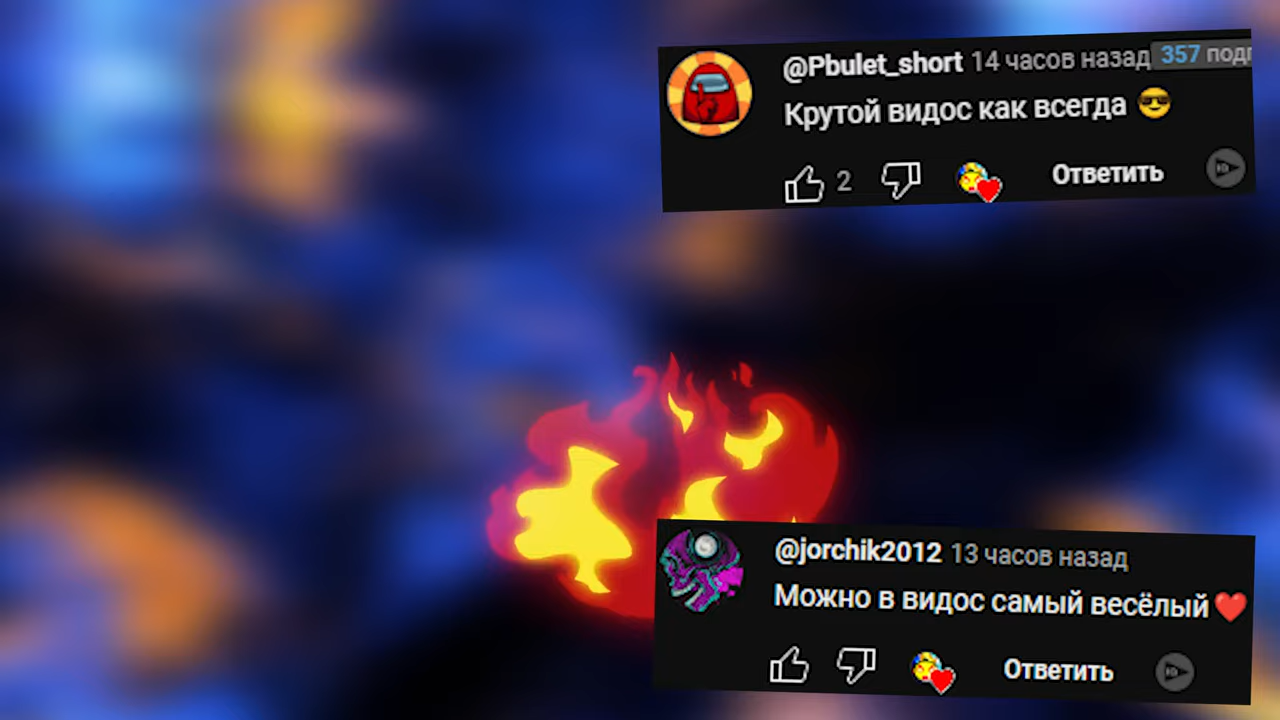 @Pbulet_short 14 часов назад 357 подп
Крутой видос как всегда 😎
2 Ответить
@jorchik2012 13 часов назад
Можно в видос самый весёлый ❤️
Ответить